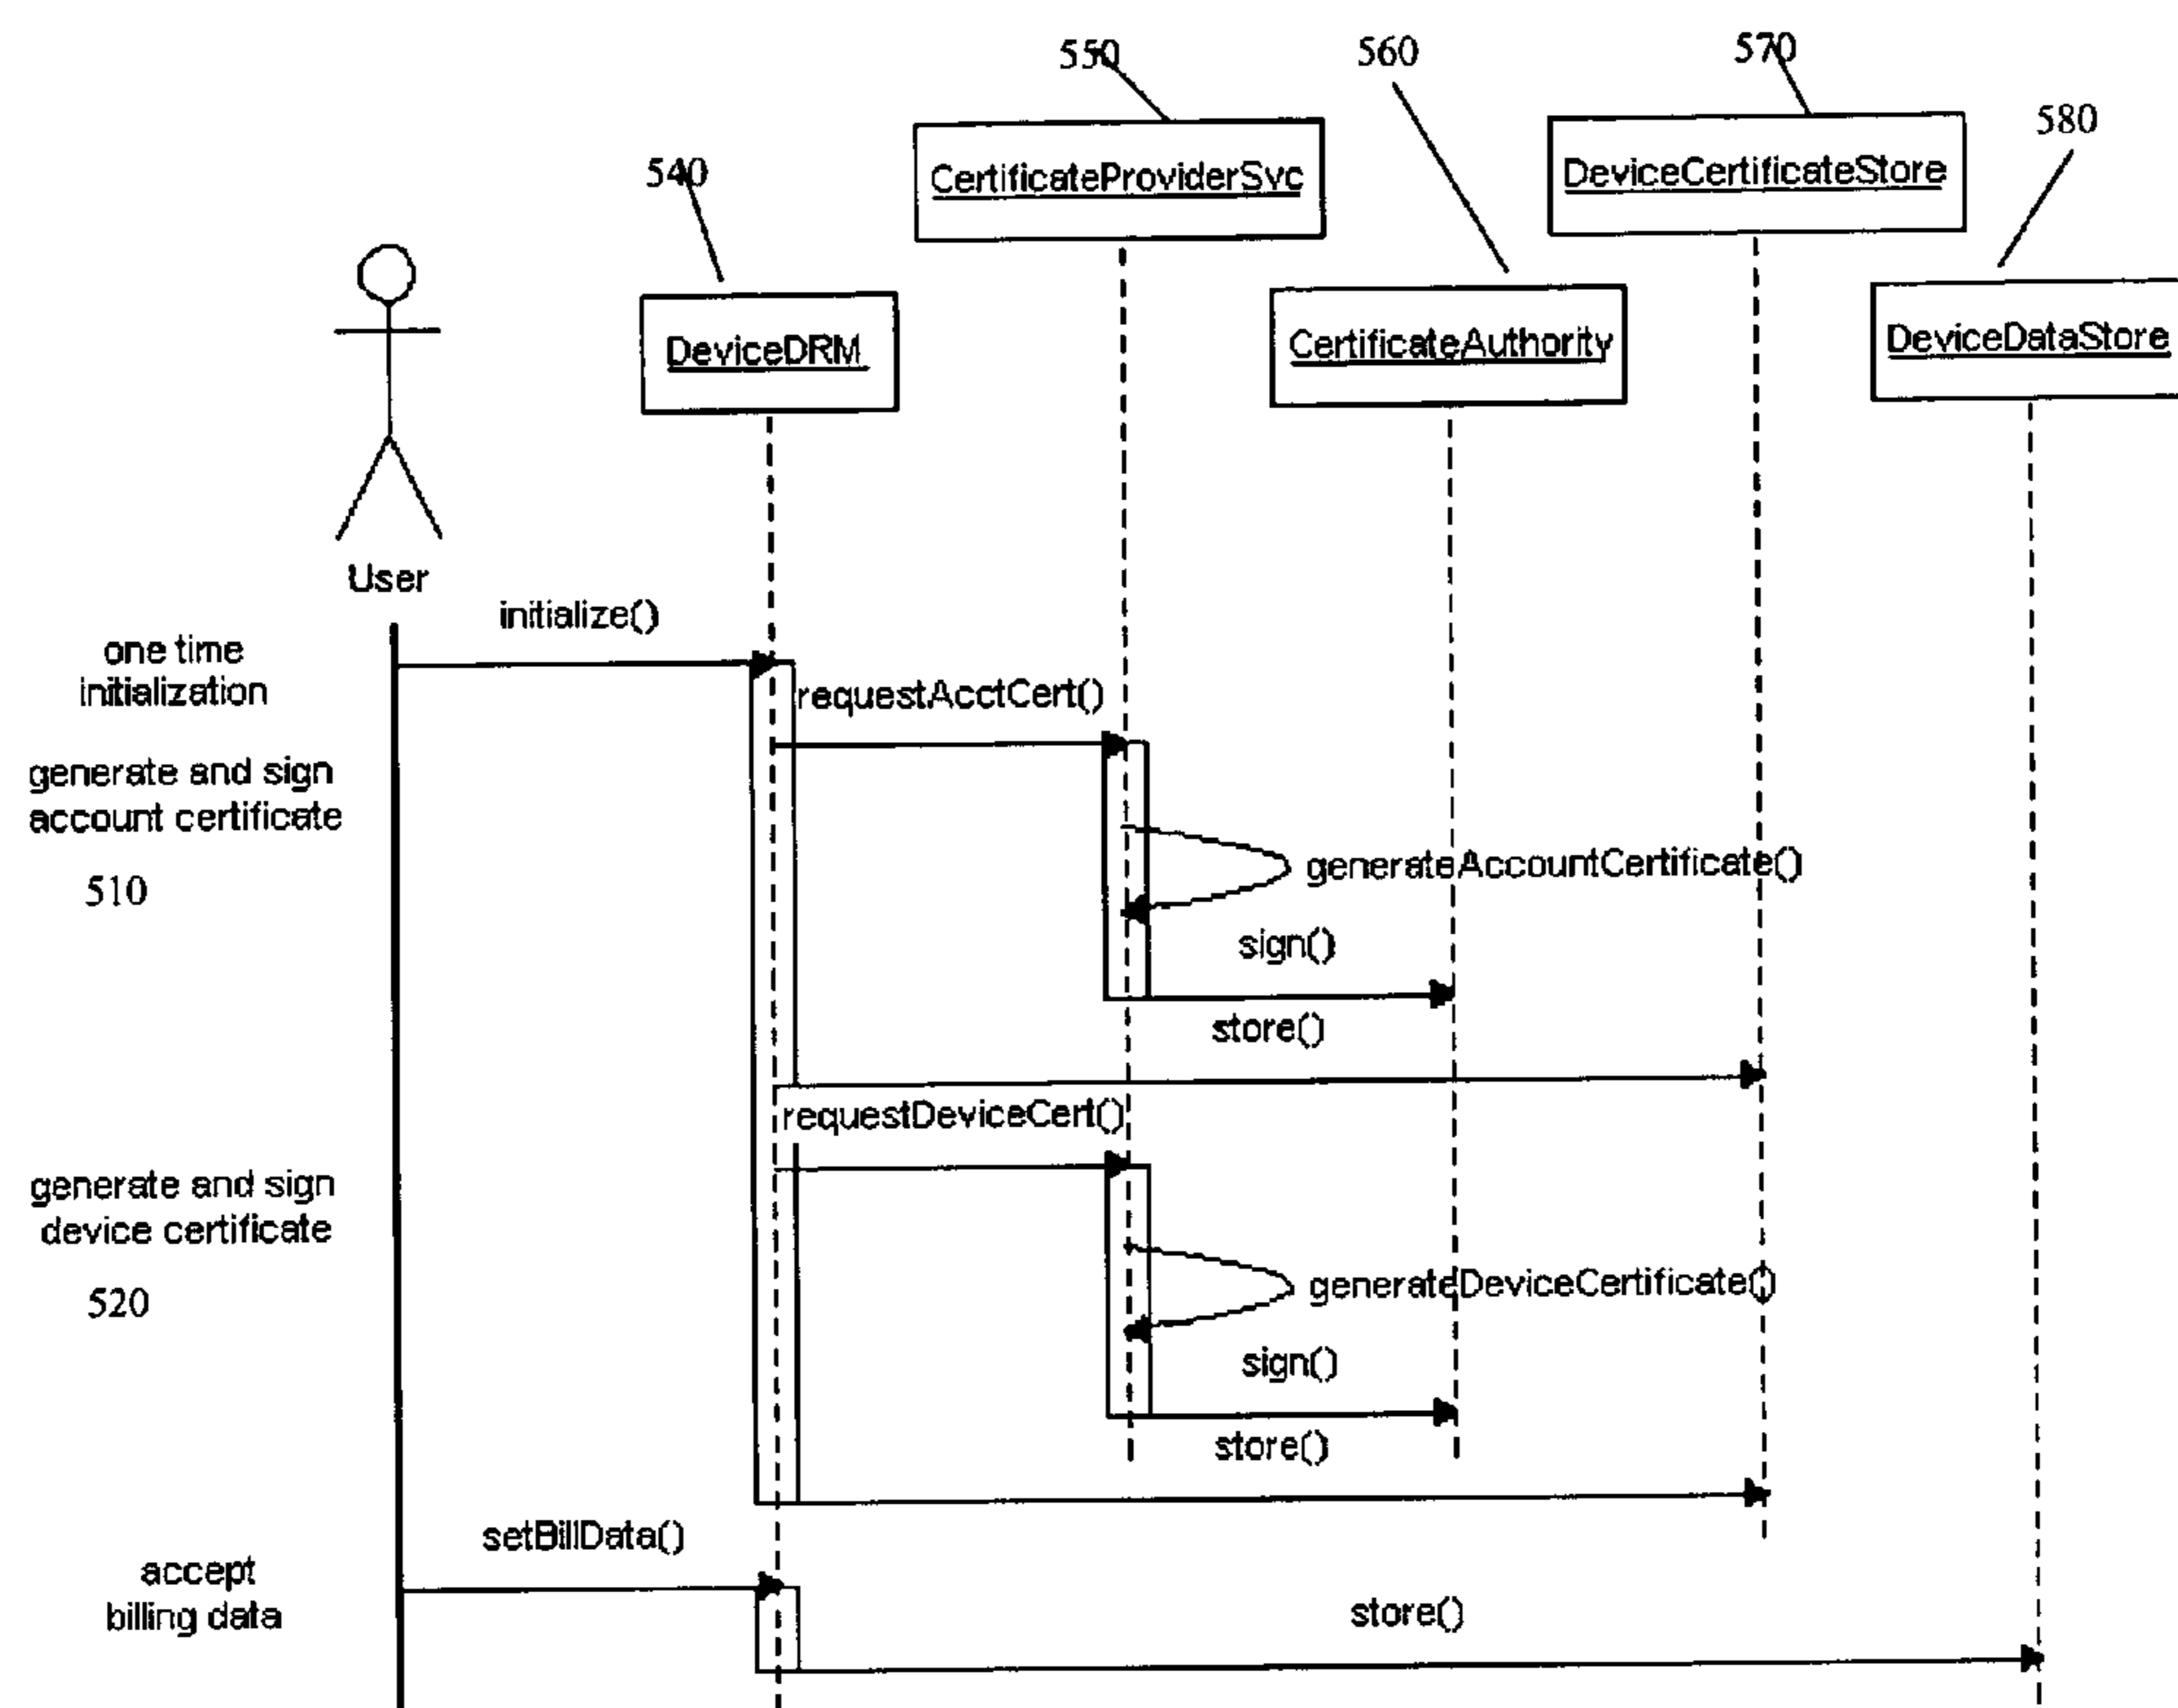 550
560
570
580
540
CertificateProviderSvc
DeviceCertificateStore
DeviceDRM
CertificateAuthority
DeviceDataStore
User
initialize()
one time
initialization
requestAcctCert()
generate and sign
account certificate
generateAccountCertificate()
510
sign()
store()
requestDeviceCert()
generate and sign
device certificate
generateDeviceCertificate()
520
sign()
store()
setBillData()
accept
billing data
store()